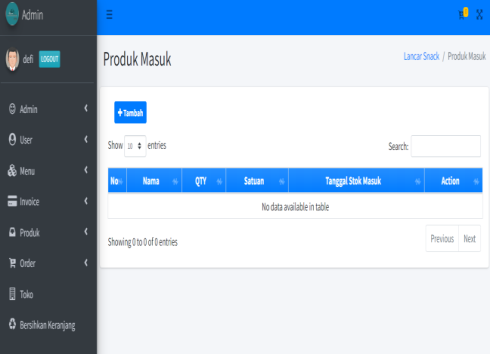 Admin
defi LOGOUT
Admin
User
Menu
Invoice
Produk
Order
Toko
Bersihkan Keranjang
Produk Masuk
Lancar Snack / Produk Masuk
+ Tambah
Show 10 entries
Search:
No Nama QTY Satuan Tanggal Stok Masuk Action
No data available in table
Showing 0 to 0 of 0 entries
Previous Next